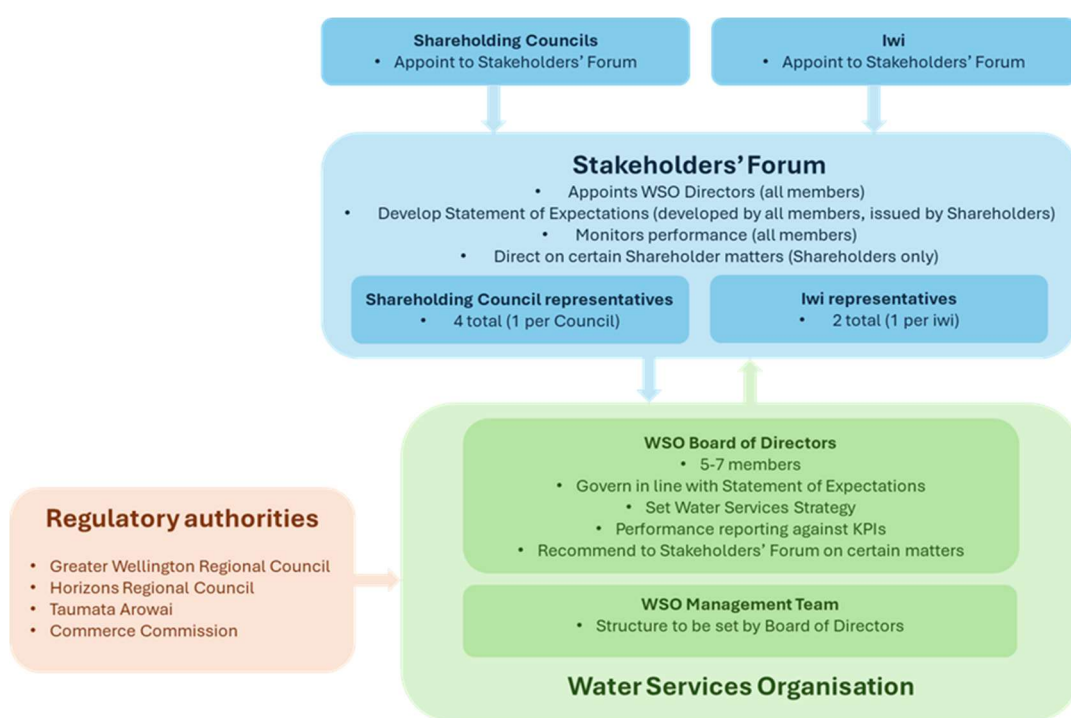 Shareholding Councils
• Appoint to Stakeholders' Forum
Iwi
• Appoint to Stakeholders' Forum
Stakeholders' Forum
• Appoints WSO Directors (all members)
• Develop Statement of Expectations (developed by all members, issued by Shareholders)
• Monitors performance (all members)
• Direct on certain Shareholder matters (Shareholders only)
Shareholding Council representatives
• 4 total (1 per Council)
Iwi representatives
• 2 total (1 per iwi)
WSO Board of Directors
• 5-7 members
• Govern in line with Statement of Expectations
• Set Water Services Strategy
• Performance reporting against KPIs
• Recommend to Stakeholders' Forum on certain matters
Regulatory authorities
• Greater Wellington Regional Council
• Horizons Regional Council
• Taumata Arowai
• Commerce Commission
WSO Management Team
• Structure to be set by Board of Directors
Water Services Organisation